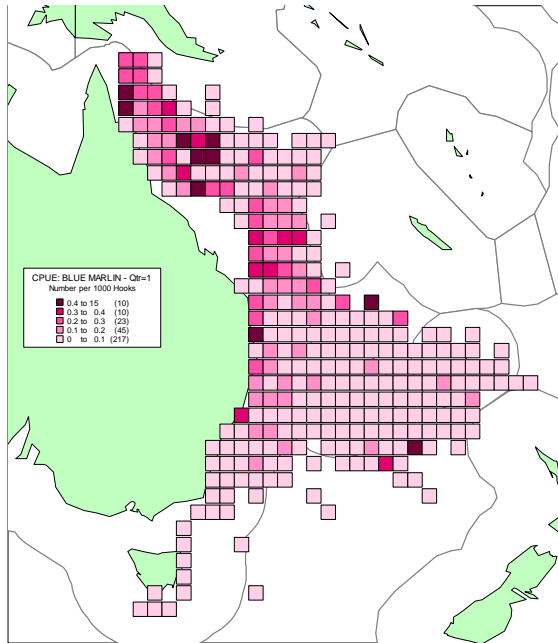 CPUE: BLUE MARLIN - Qtr=1
Number per 1000 Hooks
0.4 to 15 (10)
0.3 to 0.4 (10)
0.2 to 0.3 (23)
0.1 to 0.2 (45)
0 to 0.1 (217)